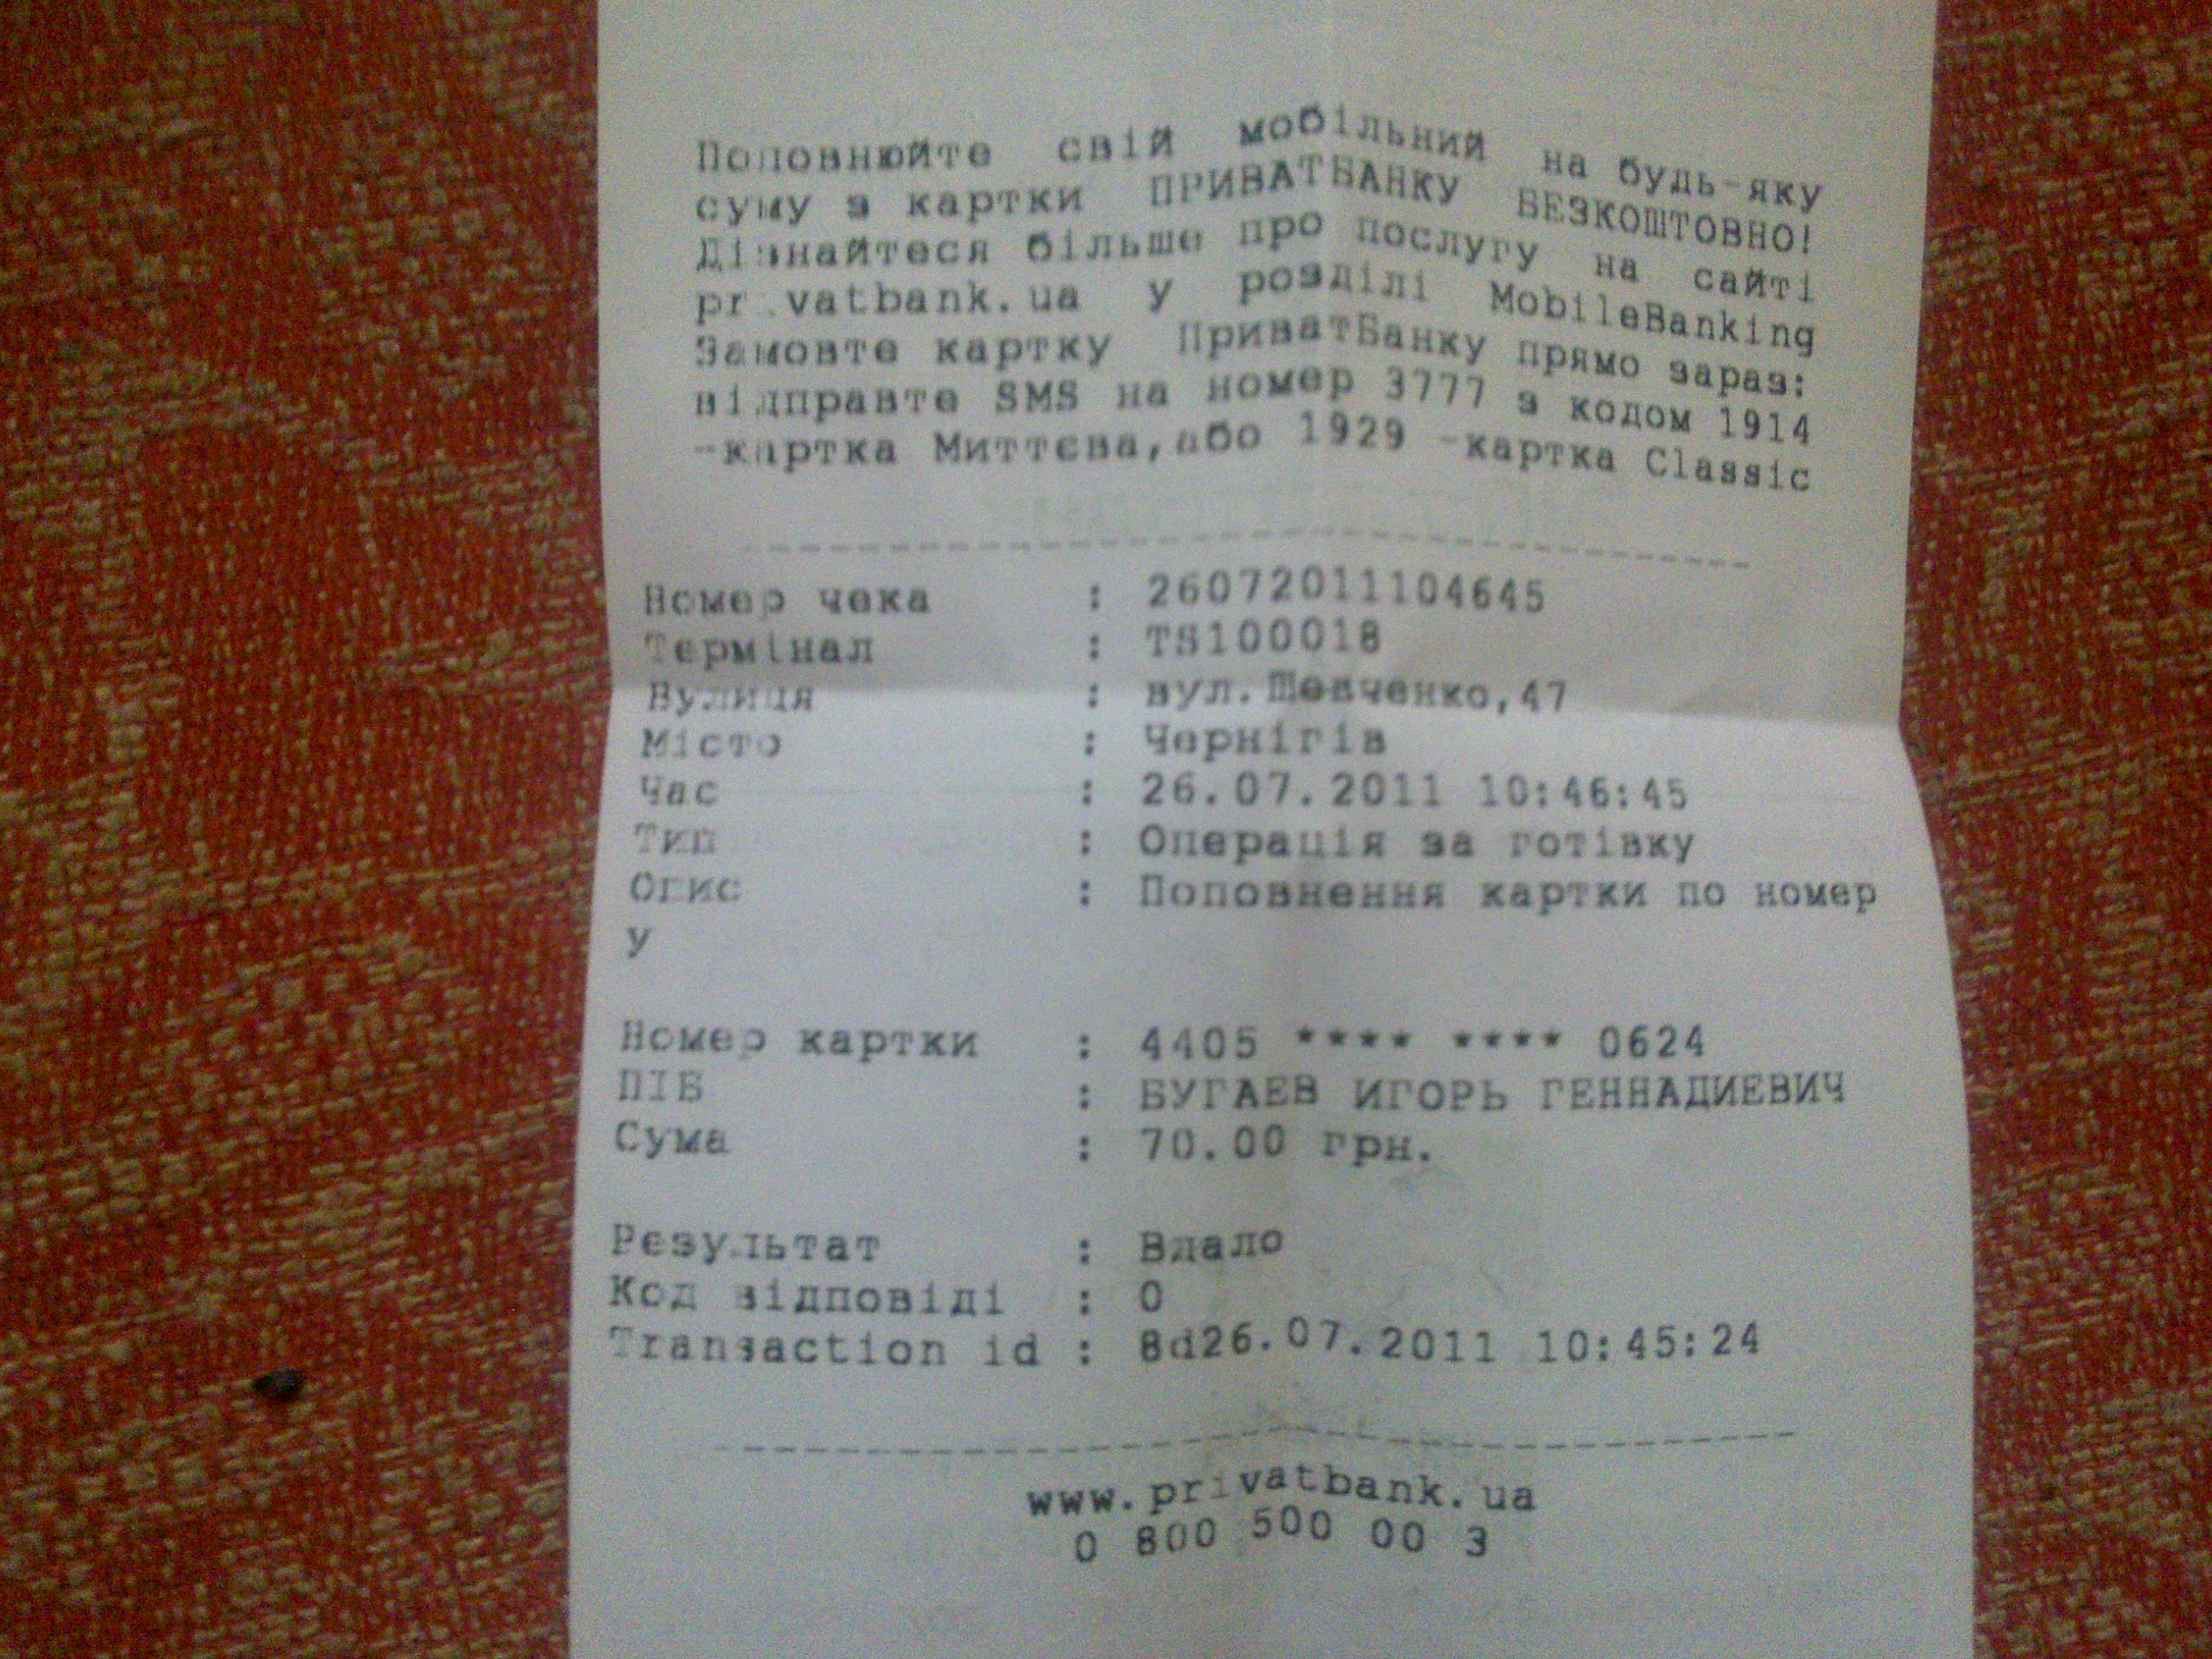 Поповнюйте свій мобільний на будь-яку
суму з картки ПРИВАТБАНКУ БЕЗКОШТОВНО!
Дізнайтеся більше про послугу на сайті
privatbank.ua у розділі MobileBanking
Замовте картку ПриватБанку прямо зараз:
відправте SMS на номер 3777 з кодом 1914
-картка Миттєва,або 1929 -картка Classic
Номер чека : 26072011104645
Термінал : TS100018
Вулиця : вул.Шевченко,47
Місто : Чернігів
Час : 26.07.2011 10:46:45
Тип : Операція за готівку
Опис : Поповнення картки по номер
у
Номер картки : 4405 **** **** 0624
ПІБ : БУГАЕВ ИГОРЬ ГЕННАДИЕВИЧ
Сума : 70.00 грн.
Результат : Вдало
Код відповіді : 0
Transaction id : 8d26.07.2011 10:45:24
www.privatbank.ua
0 800 500 00 3